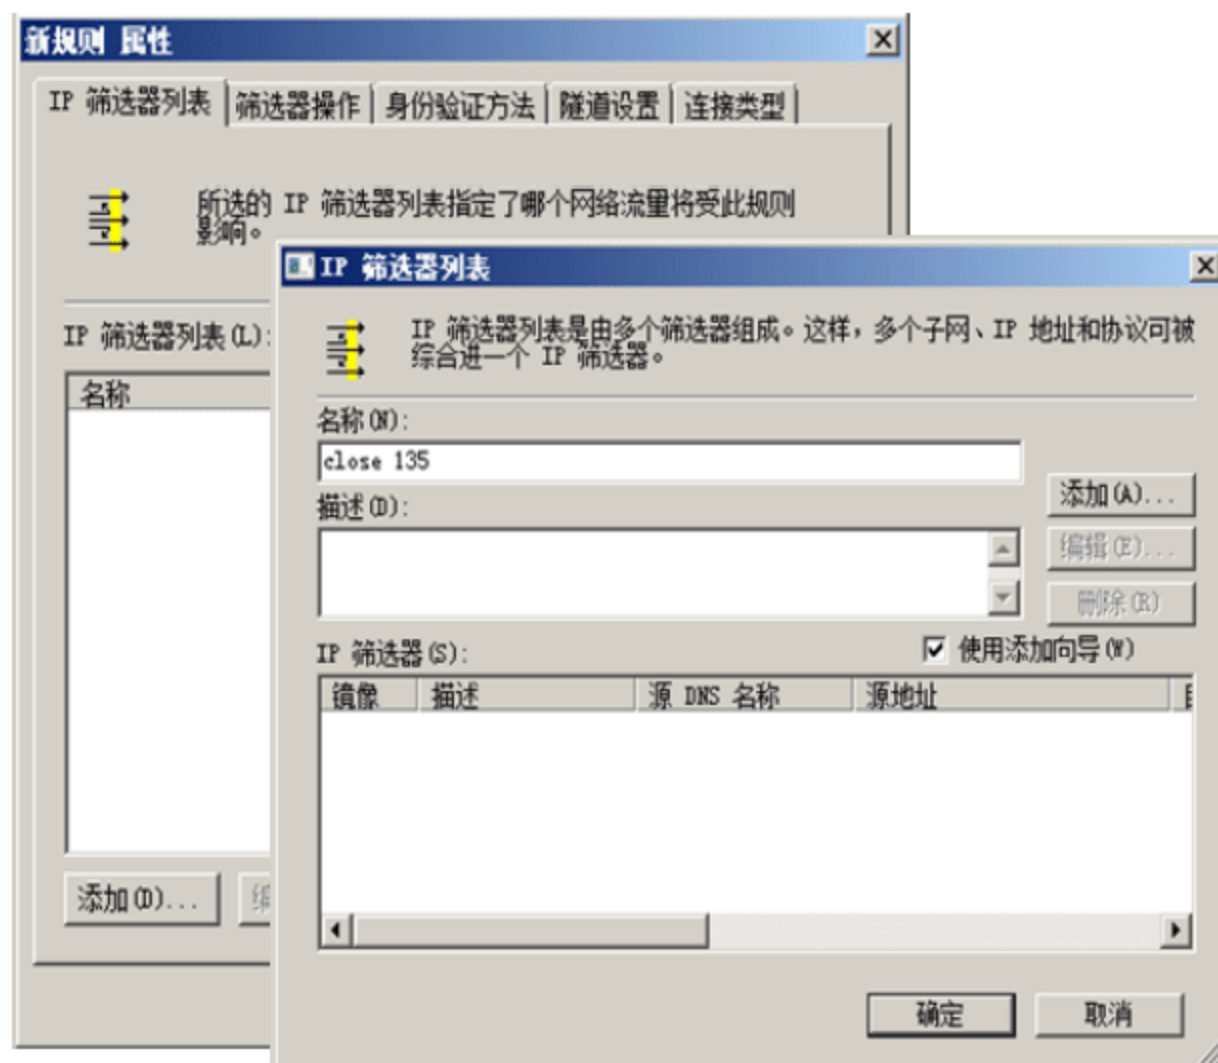 新规则 属性
IP 筛选器列表 筛选器操作 身份验证方法 隧道设置 连接类型
所选的 IP 筛选器列表指定了哪个网络流量将受此规则
影响。
IP 筛选器列表(L):
名称
添加(D)...
IP 筛选器列表
IP 筛选器列表是由多个筛选器组成。这样，多个子网、IP 地址和协议可被
综合进一个 IP 筛选器。
名称(N):
close 135
添加(A)...
描述(D):
编辑(E)...
删除(R)
IP 筛选器(S):
使用添加向导(W)
镜像 描述 源 DNS 名称 源地址
确定 取消